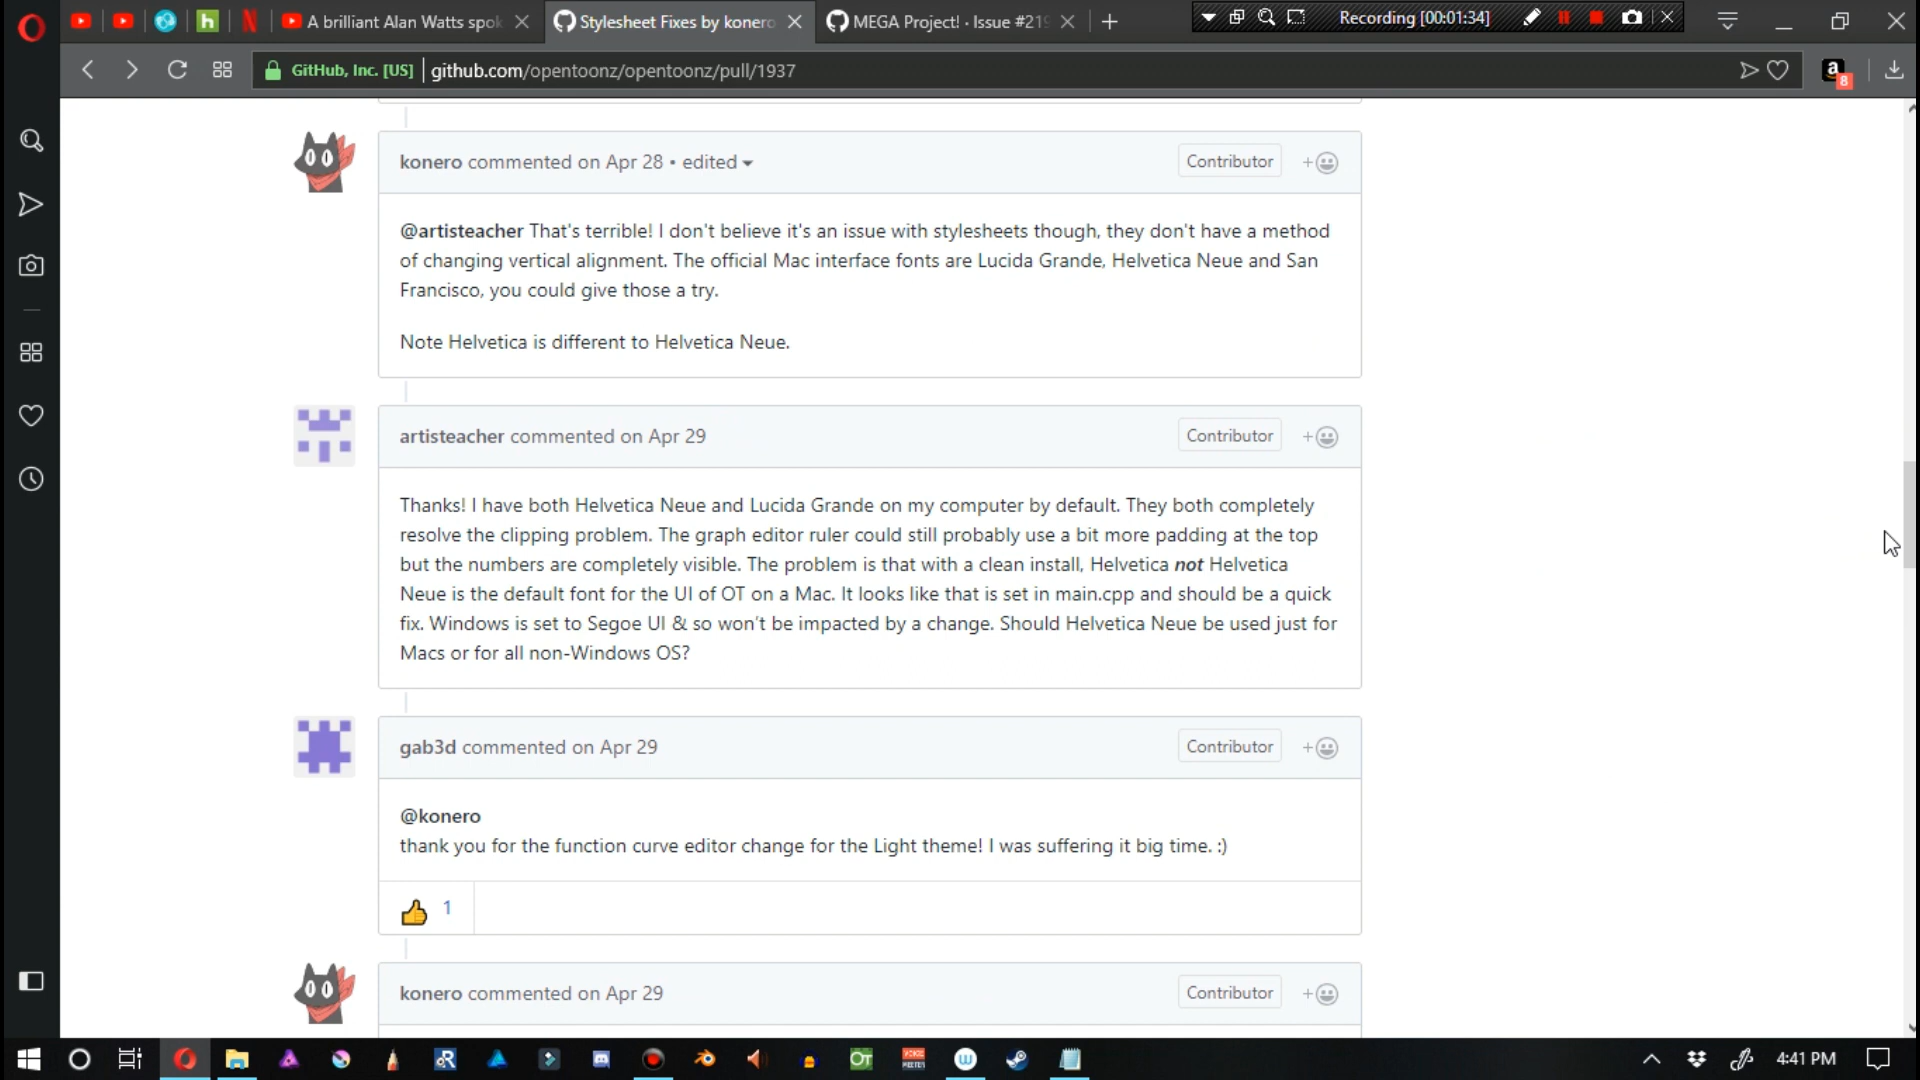 h
N
A brilliant Alan Watts spok
Stylesheet Fixes by konero
MEGA Project! · Issue #219
Recording [00:01:34]
GitHub, Inc. [US]
github.com/opentoonz/opentoonz/pull/1937
a
8
konero commented on Apr 28 • edited
Contributor
+
@artisteacher That's terrible! I don't believe it's an issue with stylesheets though, they don't have a method
of changing vertical alignment. The official Mac interface fonts are Lucida Grande, Helvetica Neue and San
Francisco, you could give those a try.
Note Helvetica is different to Helvetica Neue.
artisteacher commented on Apr 29
Contributor
+
Thanks! I have both Helvetica Neue and Lucida Grande on my computer by default. They both completely
resolve the clipping problem. The graph editor ruler could still probably use a bit more padding at the top
but the numbers are completely visible. The problem is that with a clean install, Helvetica not Helvetica
Neue is the default font for the UI of OT on a Mac. It looks like that is set in main.cpp and should be a quick
fix. Windows is set to Segoe UI & so won't be impacted by a change. Should Helvetica Neue be used just for
Macs or for all non-Windows OS?
gab3d commented on Apr 29
Contributor
+
@konero
thank you for the function curve editor change for the Light theme! I was suffering it big time. :)
👍 1
konero commented on Apr 29
Contributor
+
OT
VOICE
MEETER
4:41 PM